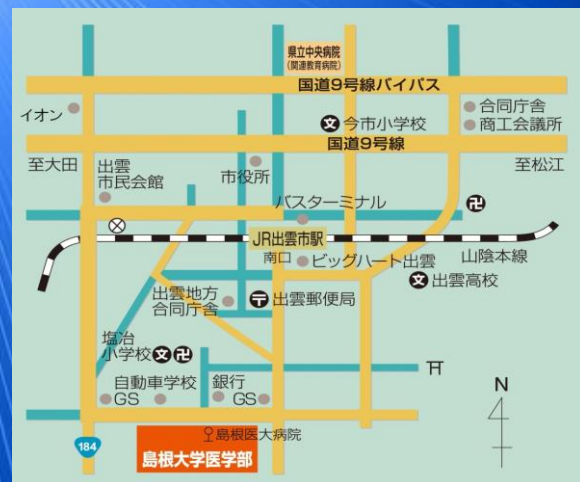 県立中央病院
(関連教育病院)
国道9号線バイパス
イオン
合同庁舎
文
今市小学校
商工会議所
国道9号線
至大田
出雲
市民会館
市役所
至松江
バスターミナル
卍
JR出雲市駅
南口
ビッグハート出雲
山陰本線
文
出雲高校
出雲地方
合同庁舎
〒
出雲郵便局
塩冶
小学校
文
卍
自動車学校
銀行
GS
GS
N
島根医大病院
184
島根大学医学部